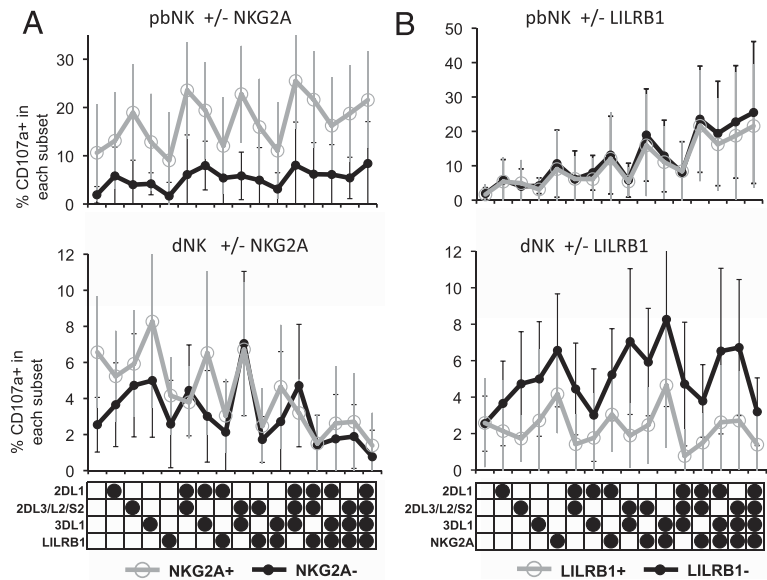 A
pbNK +/- NKG2A
% CD107a+ in
each subset
30
20
10
0
dNK +/- NKG2A
% CD107a+ in
each subset
12
10
8
6
4
2
0
2DL1
2DL3/L2/S2
3DL1
LILRB1
NKG2A+ NKG2A-
B
pbNK +/- LILRB1
50
40
30
20
10
0
dNK +/- LILRB1
12
10
8
6
4
2
0
2DL1
2DL3/L2/S2
3DL1
NKG2A
LILRB1+ LILRB1-